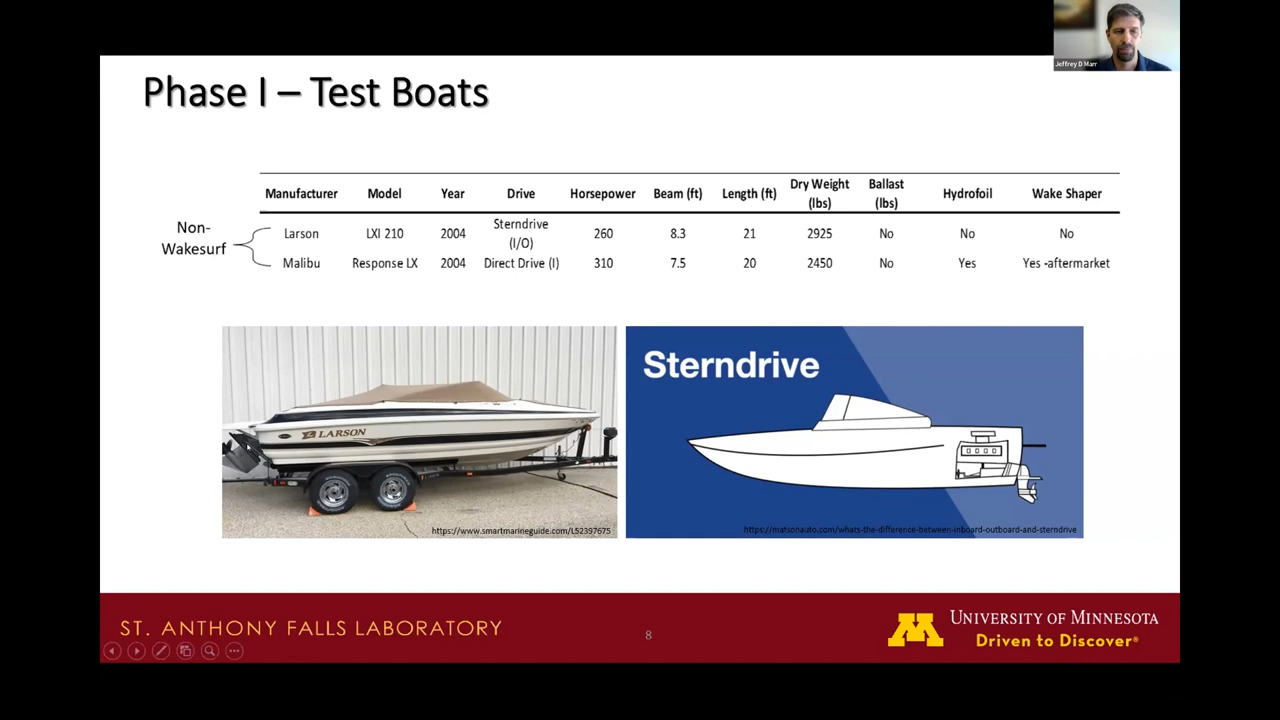 Jeffrey D Marr
Phase I – Test Boats
Manufacturer Model Year Drive Horsepower Beam (ft) Length (ft) Dry Weight (lbs) Ballast (lbs) Hydrofoil Wake Shaper
Non-Wakesurf
Larson LXI 210 2004 Sterndrive (I/O) 260 8.3 21 2925 No No No
Malibu Response LX 2004 Direct Drive (I) 310 7.5 20 2450 No Yes Yes -aftermarket
LARSON
https://www.smartmarineguide.com/L52397675
Sterndrive
https://matsonauto.com/whats-the-difference-between-inboard-outboard-and-sterndrive
ST. ANTHONY FALLS LABORATORY
8
M
UNIVERSITY OF MINNESOTA
Driven to Discover®